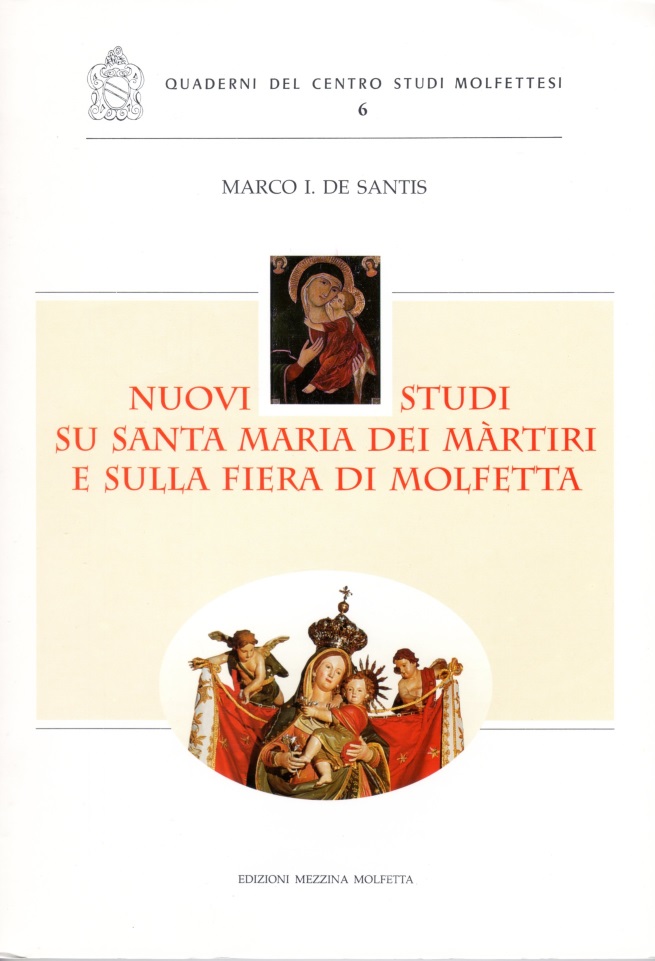 QUADERNI DEL CENTRO STUDI MOLFETTESI
6
MARCO I. DE SANTIS
NUOVI STUDI
SU SANTA MARIA DEI MÀRTIRI
E SULLA FIERA DI MOLFETTA
EDIZIONI MEZZINA MOLFETTA